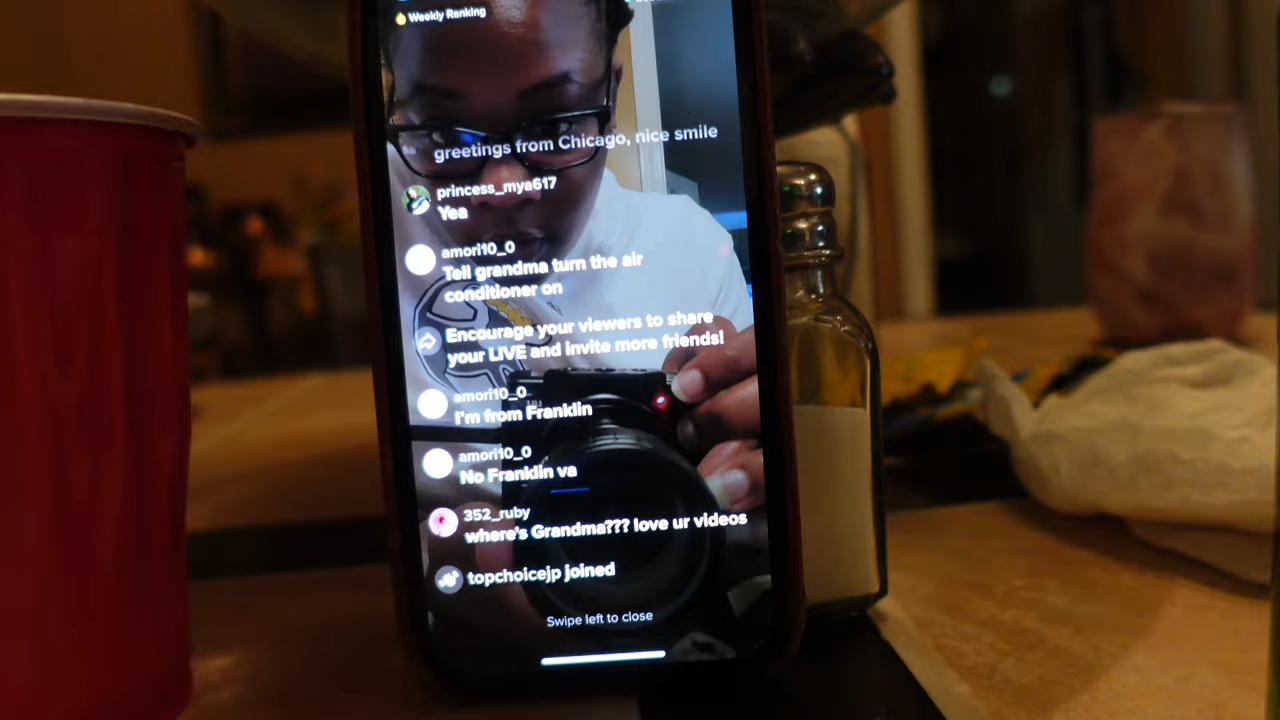 Weekly Ranking
greetings from Chicago, nice smile
princess_mya617
Yea
amori10_0
Tell grandma turn the air
conditioner on
Encourage your viewers to share
your LIVE and invite more friends!
amori10_0
I'm from Franklin
amori10_0
No Franklin va
352_ruby
where's Grandma??? love ur videos
topchoicejp joined
Swipe left to close